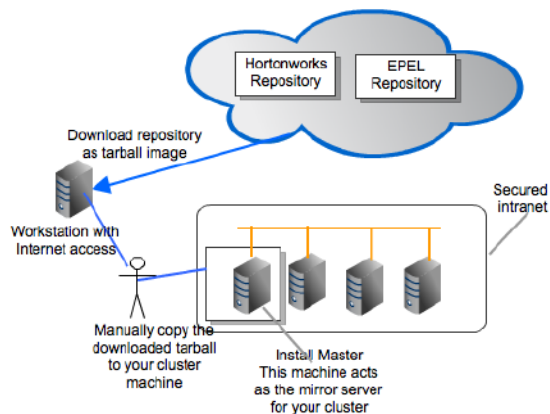 Hortonworks
Repository
EPEL
Repository
Download repository
as tarball image
Secured
intranet
Workstation with
Internet access
Manually copy the
downloaded tarball
to your cluster
machine
Install Master
This machine acts
as the mirror server
for your cluster